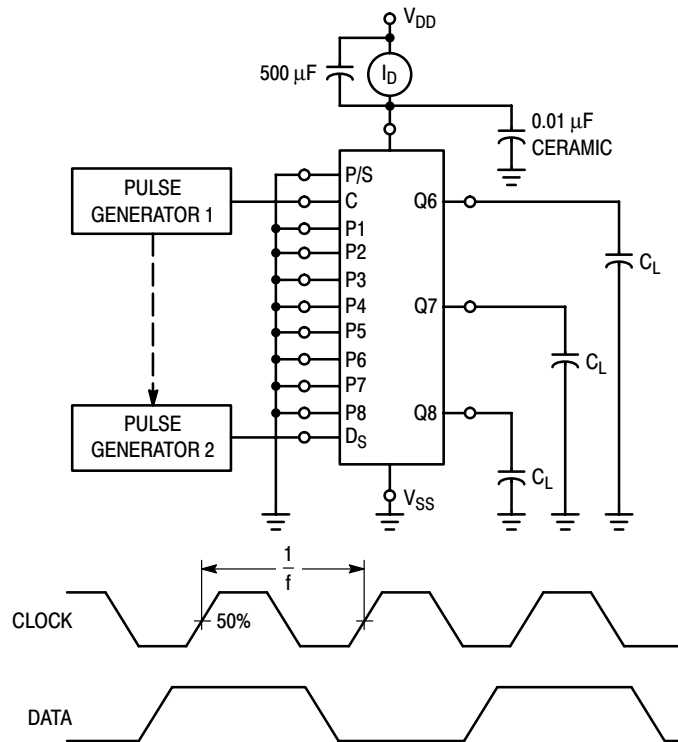 V_DD
500 μF
I_D
0.01 μF
CERAMIC
PULSE
GENERATOR 1
P/S
C
P1
P2
P3
P4
P5
P6
P7
P8
D_S
Q6
Q7
Q8
C_L
C_L
C_L
PULSE
GENERATOR 2
V_SS
1
f
CLOCK
50%
DATA